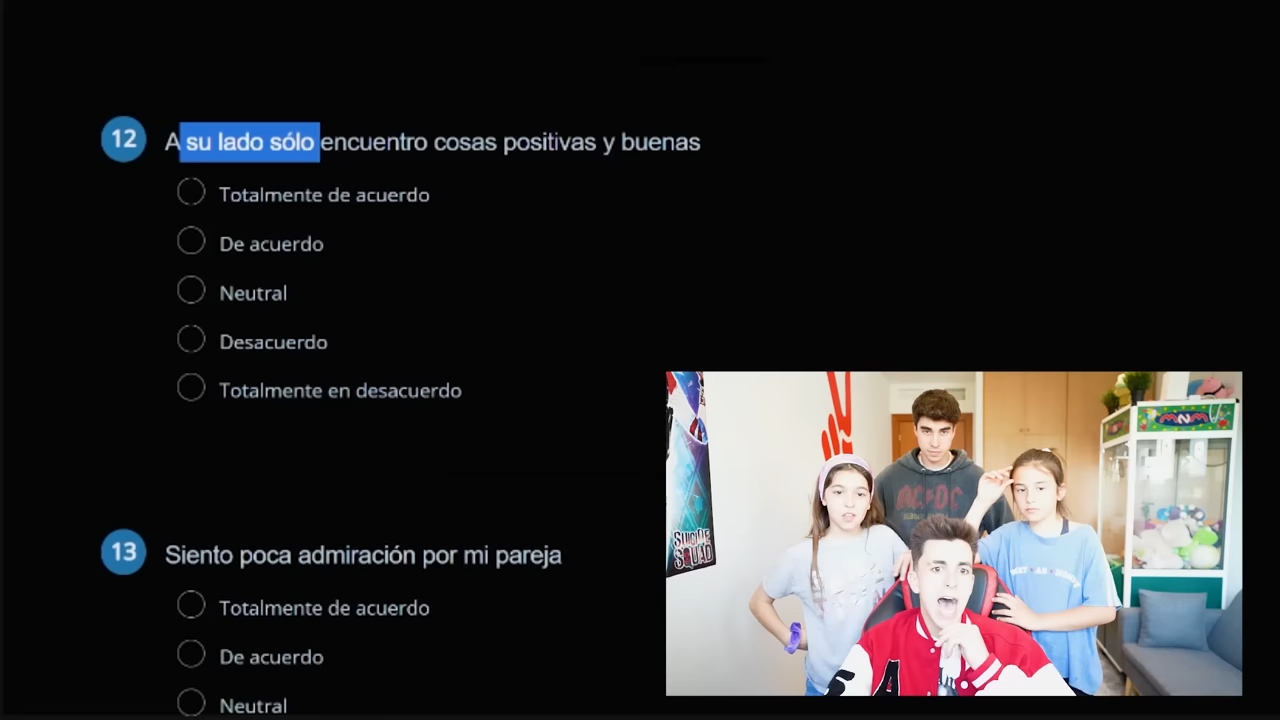 12 A su lado sólo encuentro cosas positivas y buenas
Totalmente de acuerdo
De acuerdo
Neutral
Desacuerdo
Totalmente en desacuerdo
13 Siento poca admiración por mi pareja
Totalmente de acuerdo
De acuerdo
Neutral
SUICIDE
SQUAD
AC DC
MNM